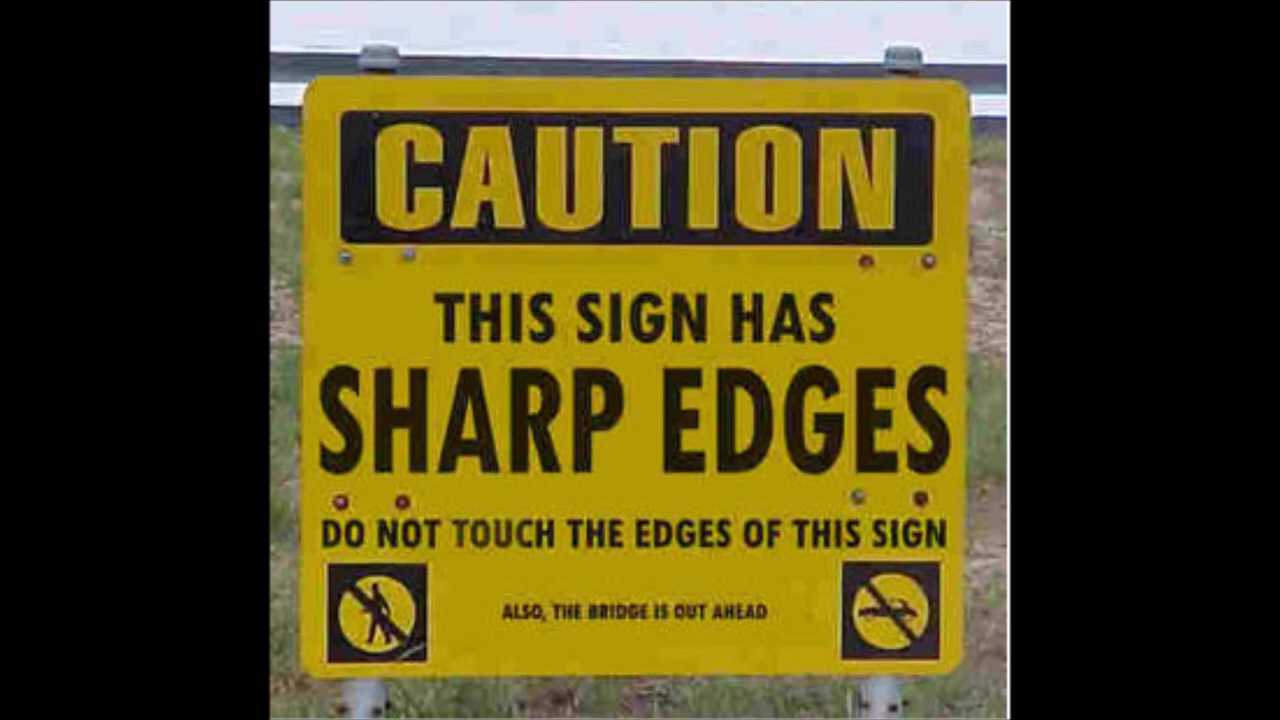 CAUTION
THIS SIGN HAS
SHARP EDGES
DO NOT TOUCH THE EDGES OF THIS SIGN
ALSO, THE BRIDGE IS OUT AHEAD